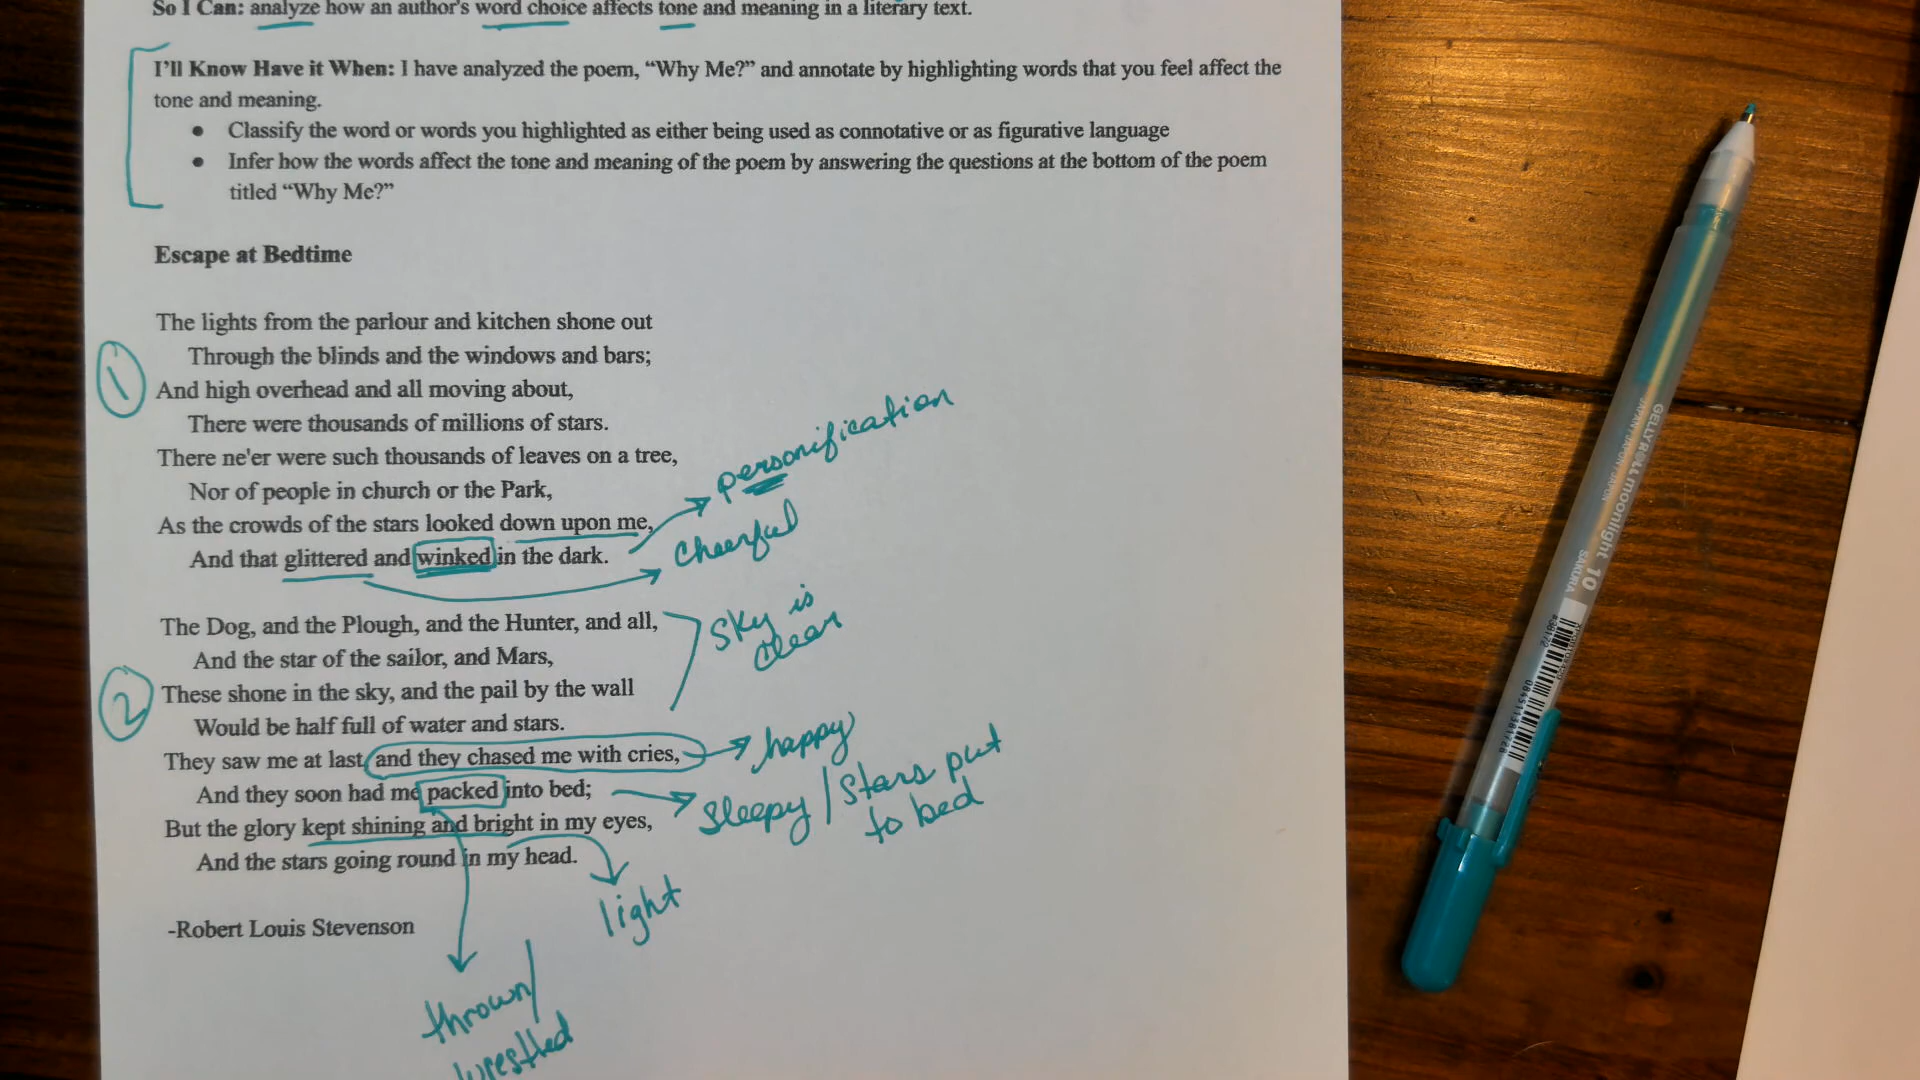 So I Can: analyze how an author's word choice affects tone and meaning in a literary text.
I'll Know Have it When: I have analyzed the poem, “Why Me?” and annotate by highlighting words that you feel affect the
tone and meaning.
● Classify the word or words you highlighted as either being used as connotative or as figurative language
● Infer how the words affect the tone and meaning of the poem by answering the questions at the bottom of the poem
titled “Why Me?”
Escape at Bedtime
1
The lights from the parlour and kitchen shone out
Through the blinds and the windows and bars;
And high overhead and all moving about,
There were thousands of millions of stars.
There ne'er were such thousands of leaves on a tree,
Nor of people in church or the Park,
As the crowds of the stars looked down upon me,
personification
And that glittered and winked in the dark.
cheerful
2
The Dog, and the Plough, and the Hunter, and all,
And the star of the sailor, and Mars,
sky is
clear
These shone in the sky, and the pail by the wall
Would be half full of water and stars.
They saw me at last, and they chased me with cries,
happy
And they soon had me packed into bed;
sleepy / stars put
to bed
But the glory kept shining and bright in my eyes,
And the stars going round in my head.
light
-Robert Louis Stevenson
thrown/
wrestled
GELLY ROLL moonlight 10
SAKURA
#38172
084511381728